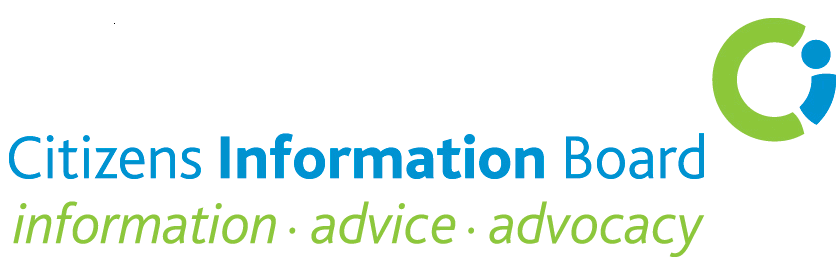 Citizens Information Board
information · advice · advocacy